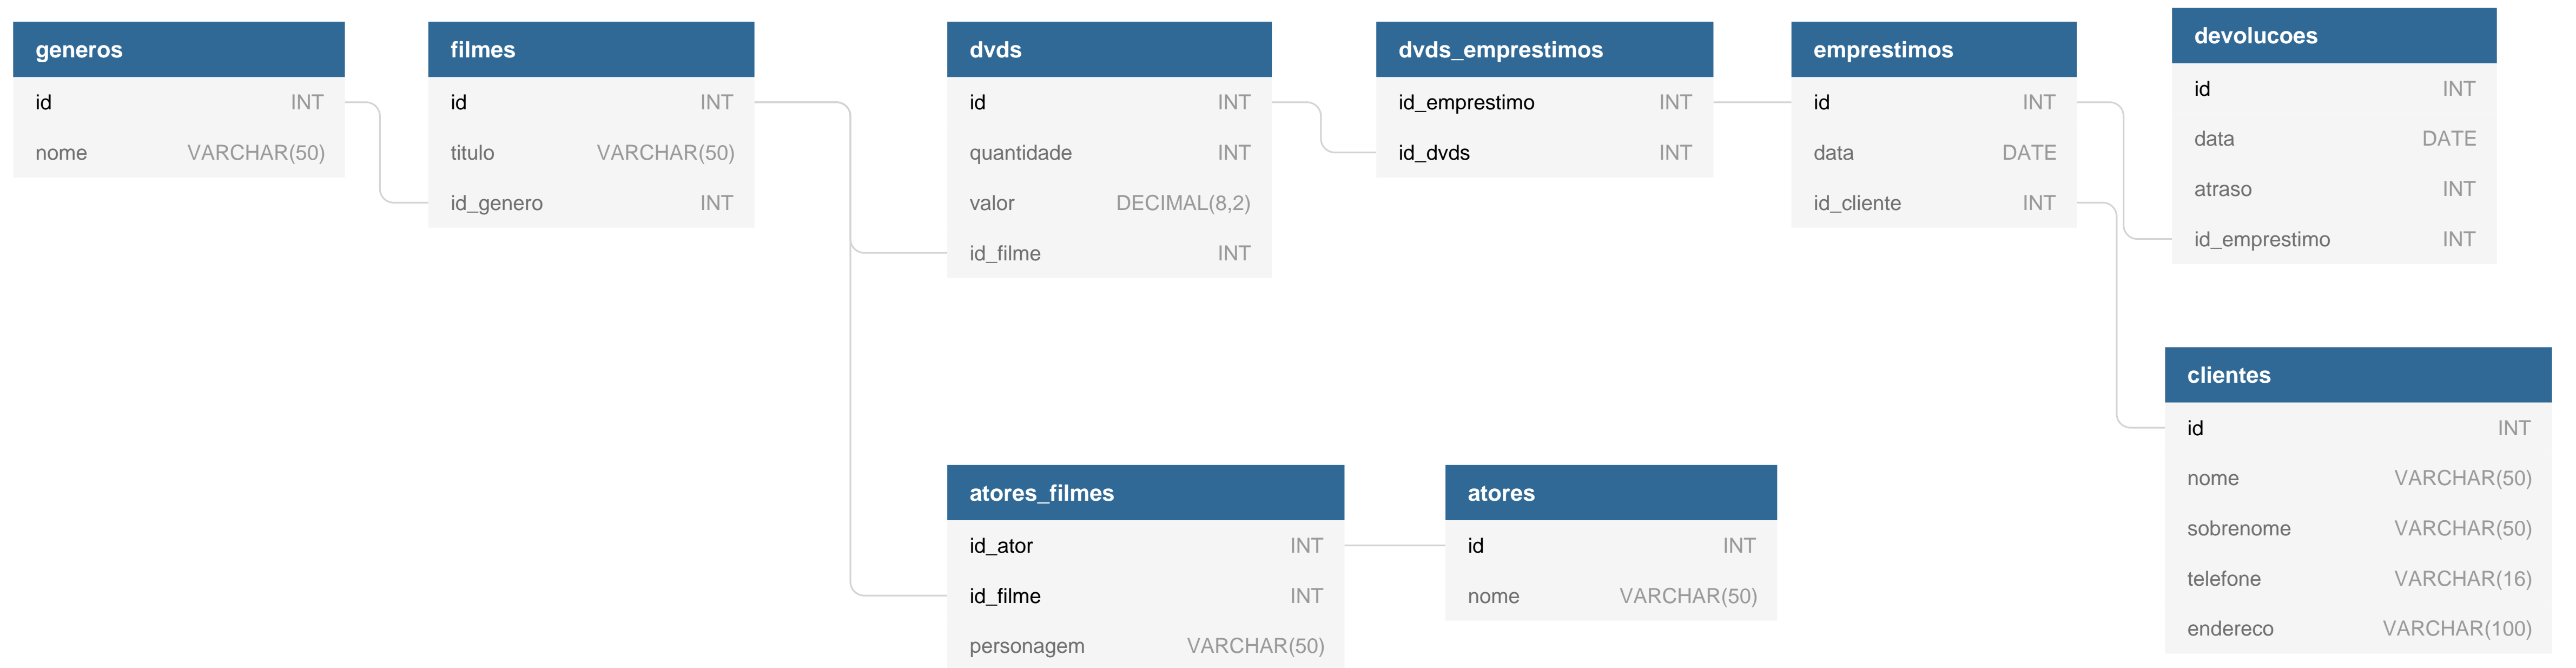 generos
id INT
nome VARCHAR(50)
filmes
id INT
titulo VARCHAR(50)
id_genero INT
dvds
id INT
quantidade INT
valor DECIMAL(8,2)
id_filme INT
dvds_emprestimos
id_emprestimo INT
id_dvds INT
emprestimos
id INT
data DATE
id_cliente INT
devolucoes
id INT
data DATE
atraso INT
id_emprestimo INT
clientes
id INT
nome VARCHAR(50)
sobrenome VARCHAR(50)
telefone VARCHAR(16)
endereco VARCHAR(100)
atores_filmes
id_ator INT
id_filme INT
personagem VARCHAR(50)
atores
id INT
nome VARCHAR(50)